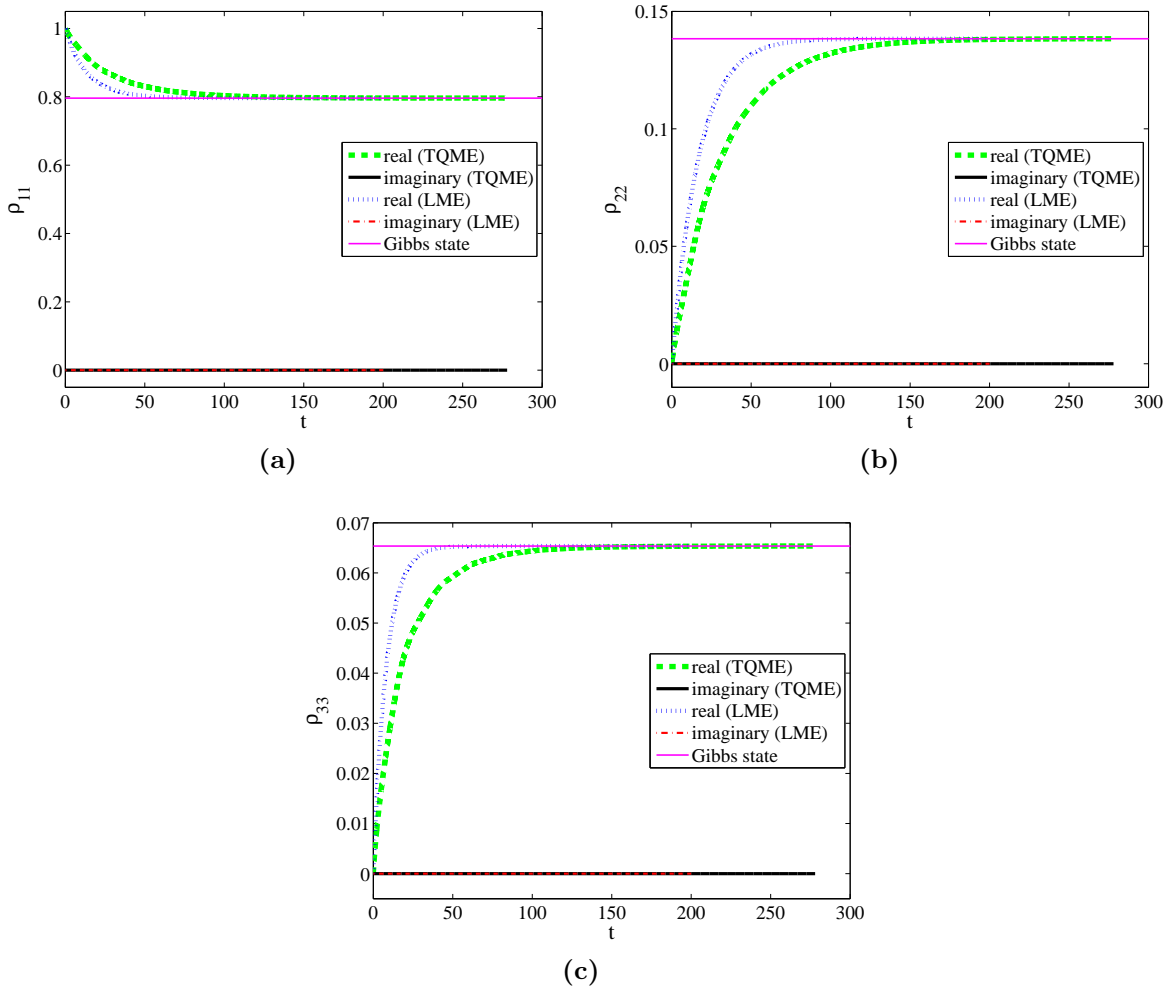 ρ11
1
0.8
0.6
0.4
0.2
0
0 50 100 150 200 250 300
t
real (TQME)
imaginary (TQME)
real (LME)
imaginary (LME)
Gibbs state
(a)
ρ22
0.15
0.1
0.05
0
0 50 100 150 200 250 300
t
real (TQME)
imaginary (TQME)
real (LME)
imaginary (LME)
Gibbs state
(b)
ρ33
0.07
0.06
0.05
0.04
0.03
0.02
0.01
0
0 50 100 150 200 250 300
t
real (TQME)
imaginary (TQME)
real (LME)
imaginary (LME)
Gibbs state
(c)